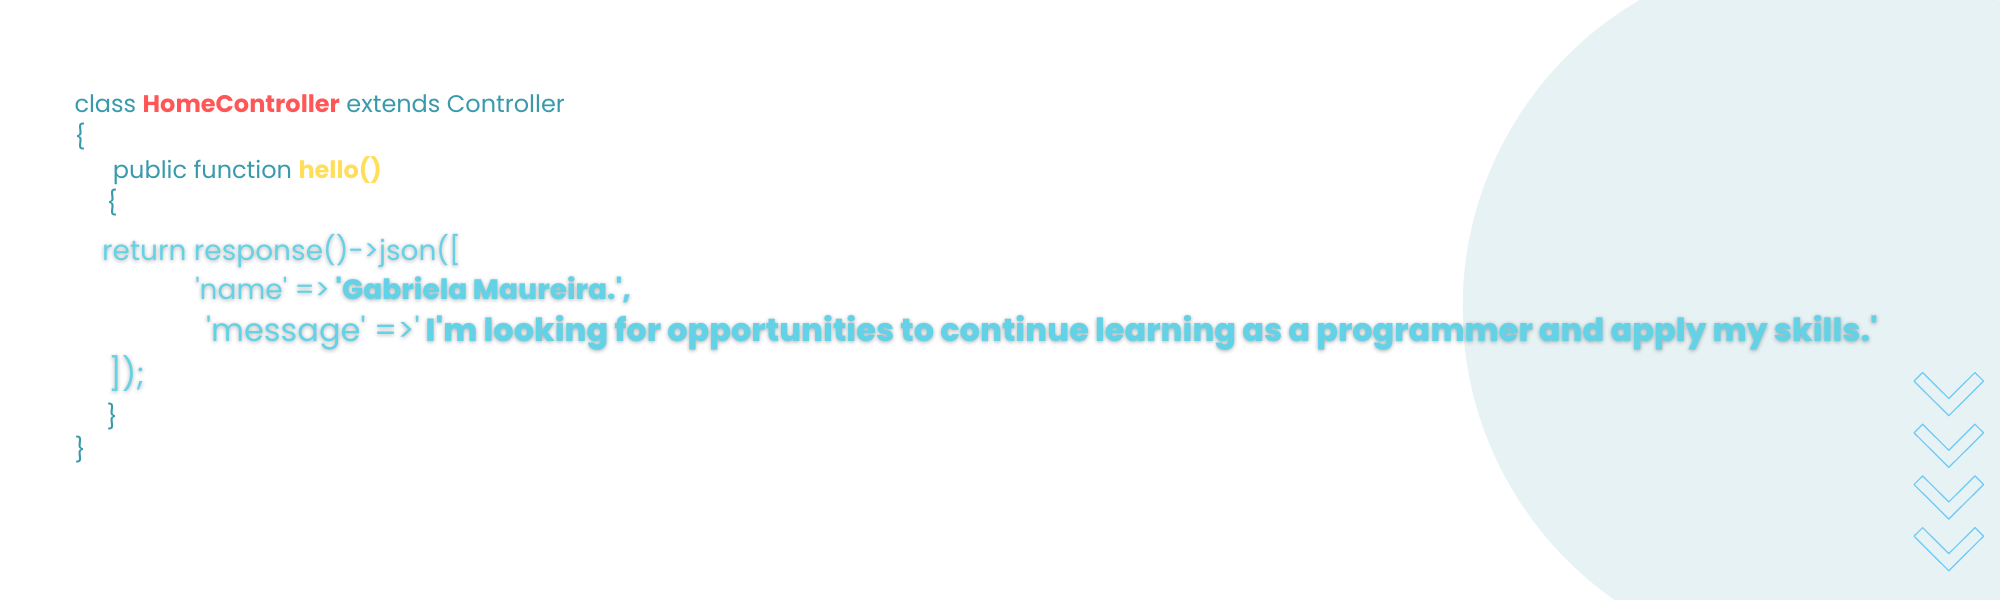 class HomeController extends Controller
{
public function hello()
{
return response()->json([
'name' => 'Gabriela Maureira.',
'message' =>' I'm looking for opportunities to continue learning as a programmer and apply my skills.'
]);
}
}